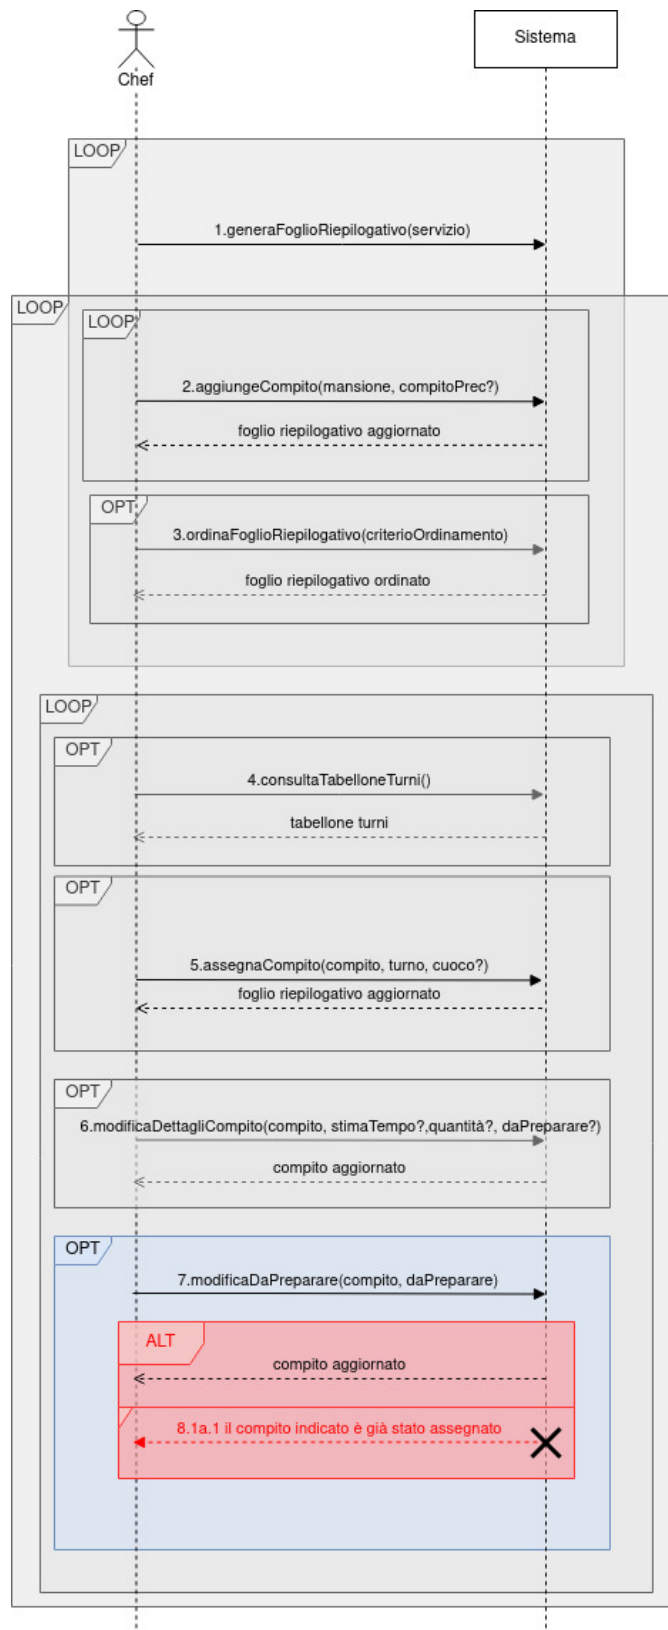 Chef
Sistema
LOOP
1.generaFoglioRiepilogativo(servizio)
LOOP
LOOP
2.aggiungeCompito(mansione, compitoPrec?)
foglio riepilogativo aggiornato
OPT
3.ordinaFoglioRiepilogativo(criterioOrdinamento)
foglio riepilogativo ordinato
LOOP
OPT
4.consultaTabelloneTurni()
tabellone turni
OPT
5.assegnaCompito(compito, turno, cuoco?)
foglio riepilogativo aggiornato
OPT
6.modificaDettagliCompito(compito, stimaTempo?,quantità?, daPreparare?)
compito aggiornato
OPT
7.modificaDaPreparare(compito, daPreparare)
ALT
compito aggiornato
8.1a.1 il compito indicato è già stato assegnato